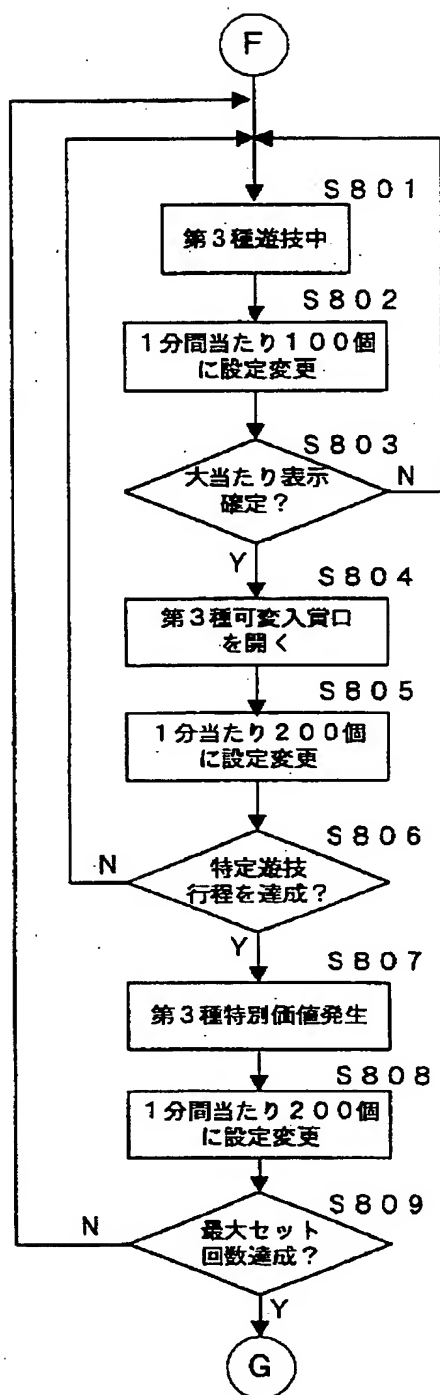 F
S801
第3種遊技中
S802
1分間当たり100個
に設定変更
S803
大当たり表示
確定?
N
Y
S804
第3種可変入賞口
を開く
S805
1分当たり200個
に設定変更
S806
特定遊技
行程を達成?
N
Y
S807
第3種特別価値発生
S808
1分間当たり200個
に設定変更
S809
最大セット
回数達成?
N
Y
G